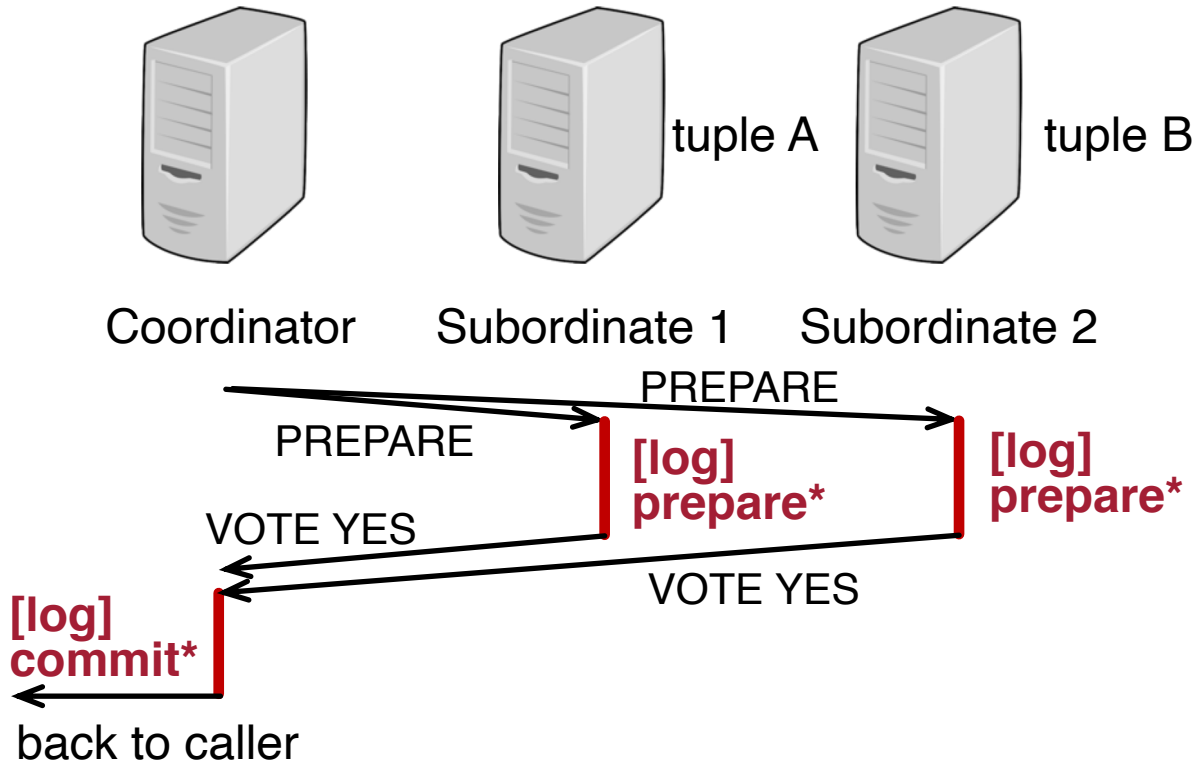 tuple A
tuple B
Coordinator
Subordinate 1
Subordinate 2
PREPARE
PREPARE
[log]
prepare*
[log]
prepare*
VOTE YES
VOTE YES
[log]
commit*
back to caller